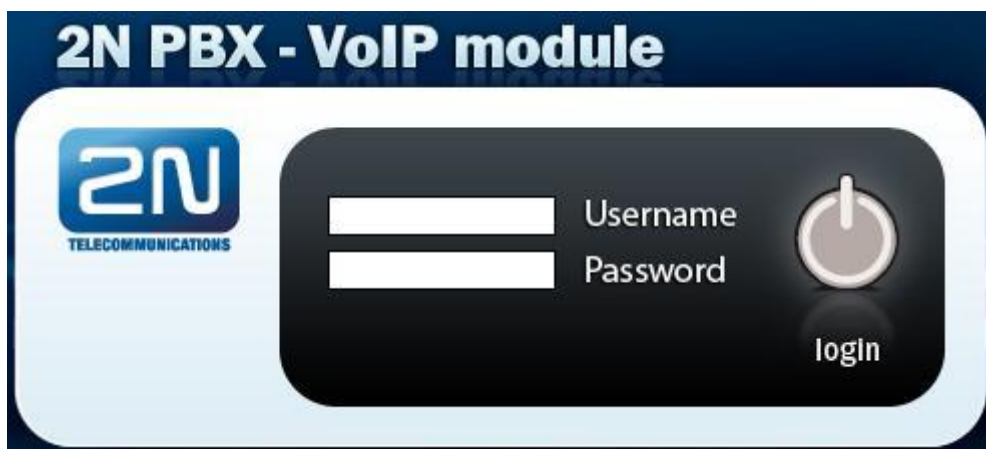 2N PBX - VoIP module
2N
TELECOMMUNICATIONS
Username
Password
login